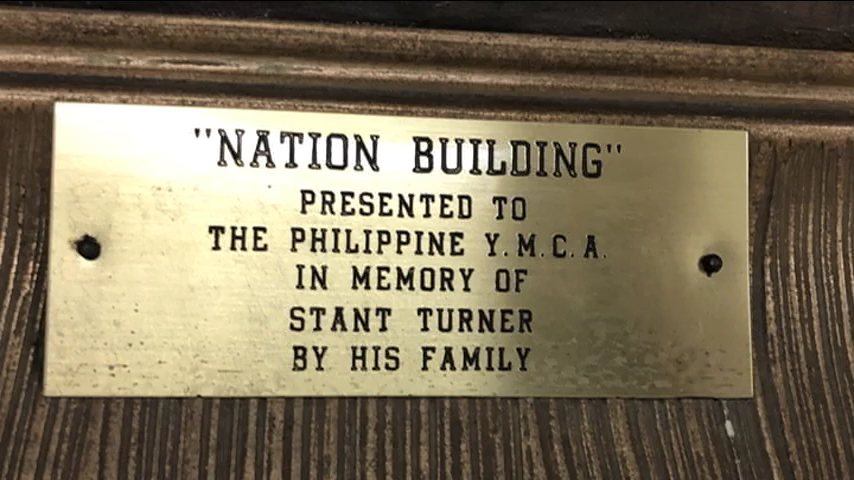 "NATION BUILDING"
PRESENTED TO
THE PHILIPPINE Y.M.C.A.
IN MEMORY OF
STANT TURNER
BY HIS FAMILY